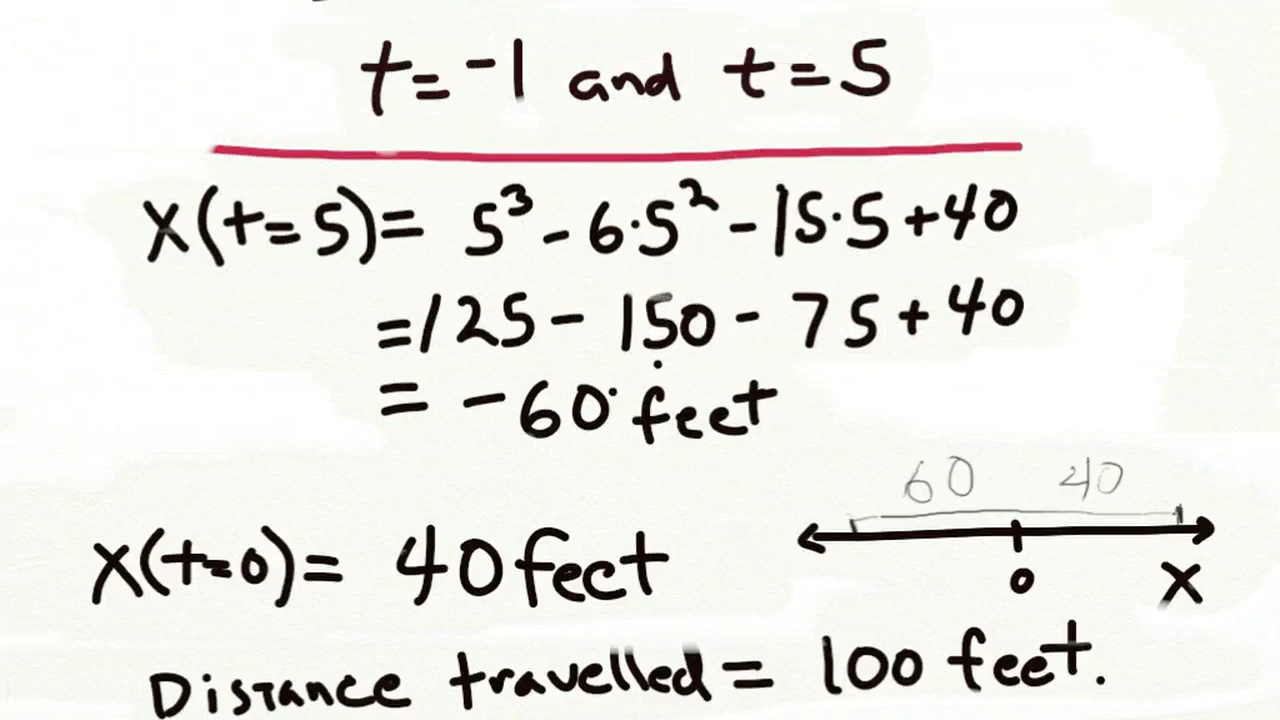 t=-1 and t=5
X(t=5)= 5³-6·5²-15·5+40
=125-150-75+40
=-60 feet
60 40
X(t=0)= 40 feet
0 X
Distance travelled = 100 feet.